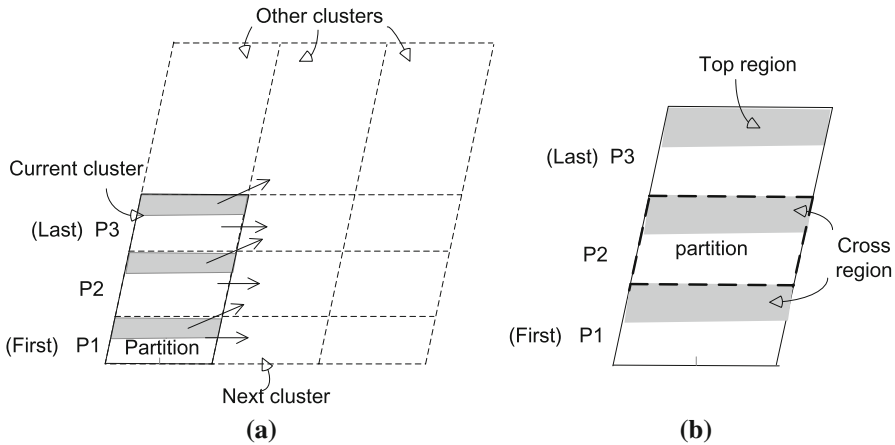 Other clusters
Current cluster
(Last) P3
P2
(First) P1
Partition
Next cluster
(a)
Top region
(Last) P3
P2
partition
Cross
region
(First) P1
(b)